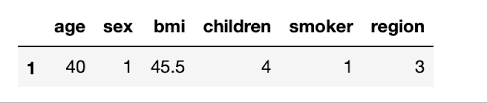 age sex bmi children smoker region
1 40 1 45.5 4 1 3